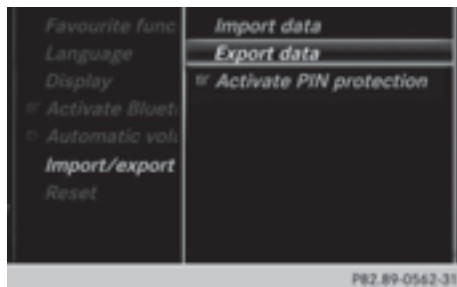 Favourite func
Language
Display
Activate Blueto
Automatic volu
Import/export
Reset
Import data
Export data
Activate PIN protection
P82.89-0562-31